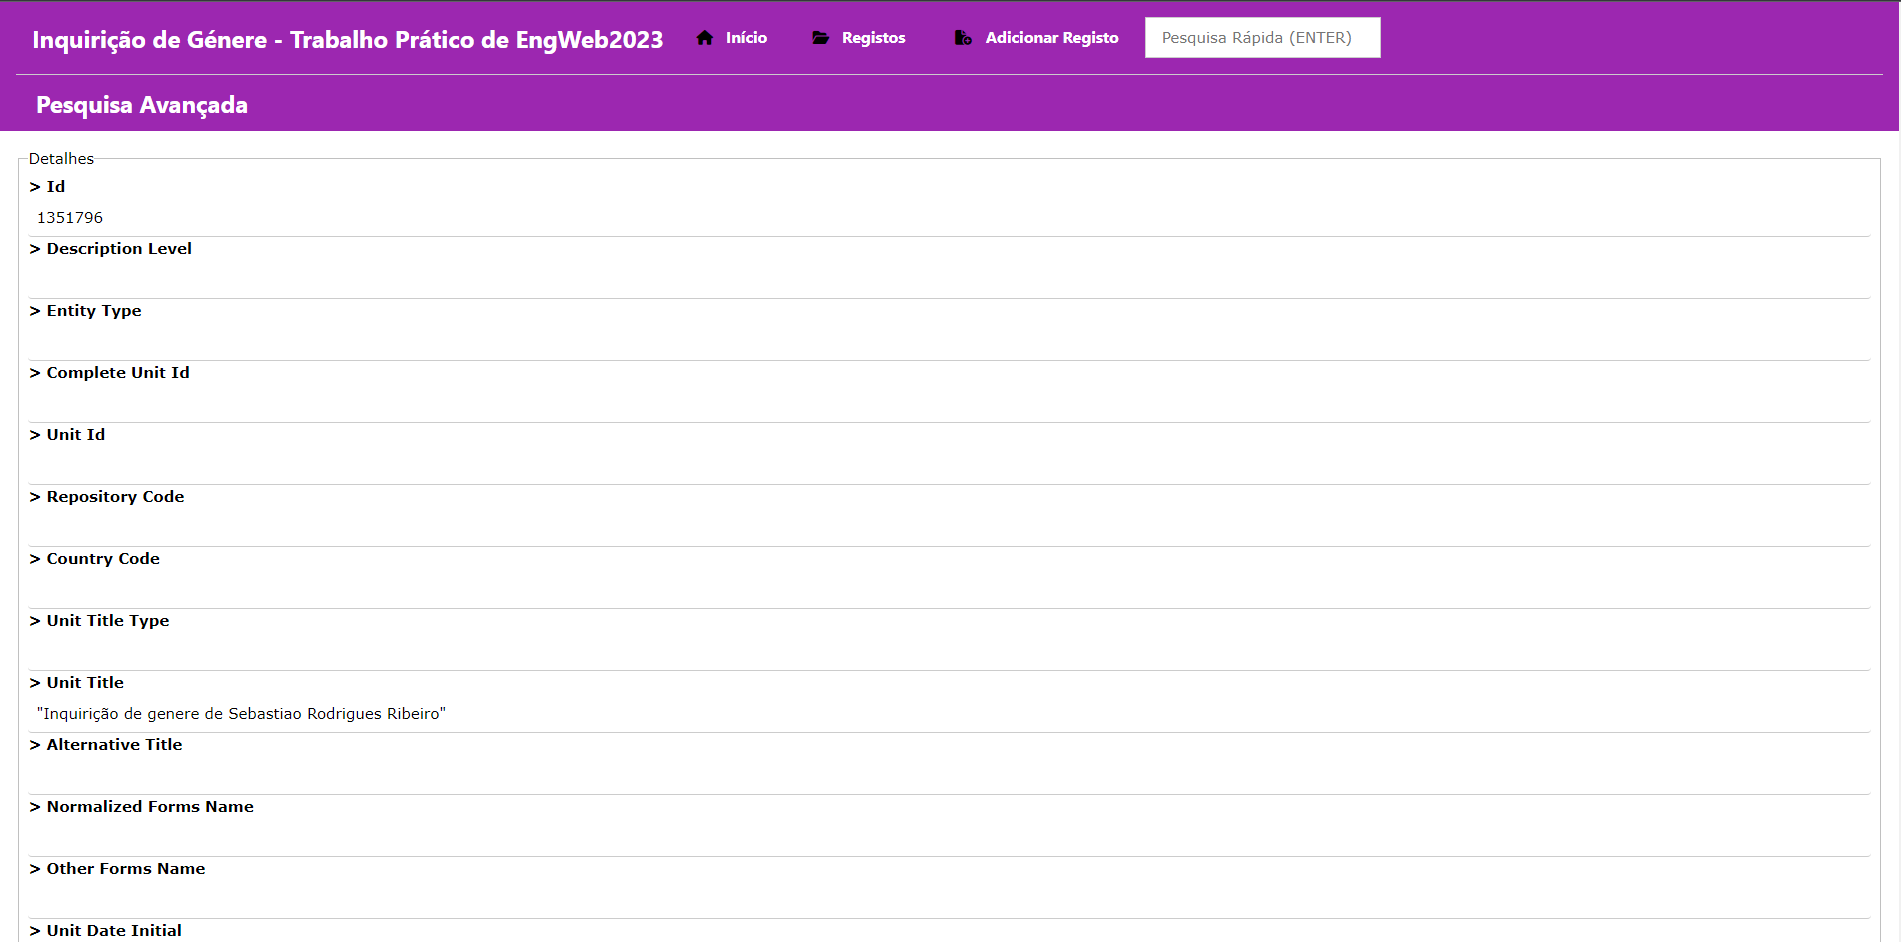 Inquirição de Génere - Trabalho Prático de EngWeb2023 Início Registos Adicionar Registo Pesquisa Rápida (ENTER)
Pesquisa Avançada
Detalhes
> Id
1351796
> Description Level
> Entity Type
> Complete Unit Id
> Unit Id
> Repository Code
> Country Code
> Unit Title Type
> Unit Title
"Inquirição de genere de Sebastiao Rodrigues Ribeiro"
> Alternative Title
> Normalized Forms Name
> Other Forms Name
> Unit Date Initial